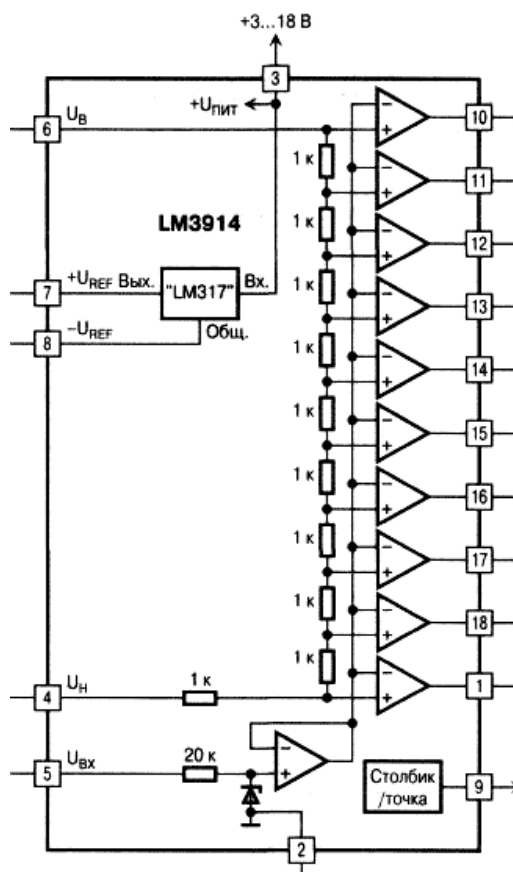 +3...18 В
3
+Uпит
6 Uв
10
1 к
11
LM3914
1 к
12
7 +UREF Вых. "LM317" Вх.
1 к
13
8 –UREF Общ.
1 к
14
1 к
15
1 к
16
1 к
17
1 к
18
1 к
4 Uн 1 к
1
5 Uвх 20 к
Столбик
/точка
9
2
– +
– +
– +
– +
– +
– +
– +
– +
– +
– +
– +